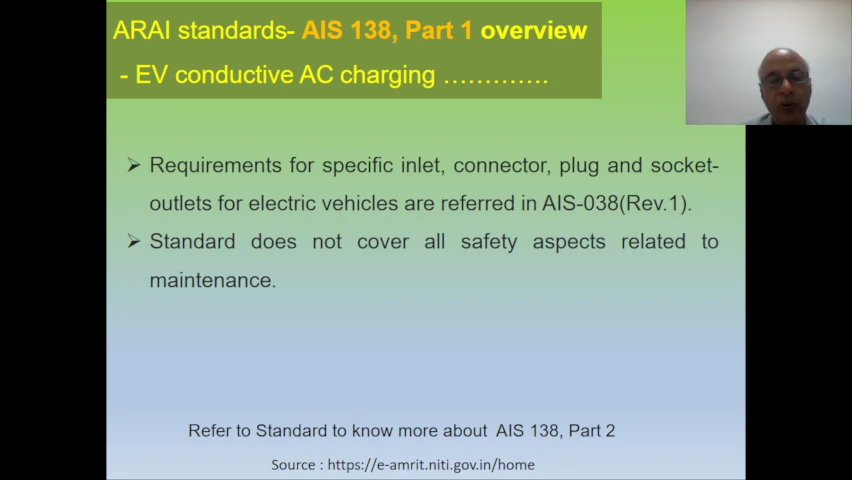 ARAI standards- AIS 138, Part 1 overview
- EV conductive AC charging ………….
➢ Requirements for specific inlet, connector, plug and socket-
outlets for electric vehicles are referred in AIS-038(Rev.1).
➢ Standard does not cover all safety aspects related to
maintenance.
Refer to Standard to know more about AIS 138, Part 2
Source : https://e-amrit.niti.gov.in/home